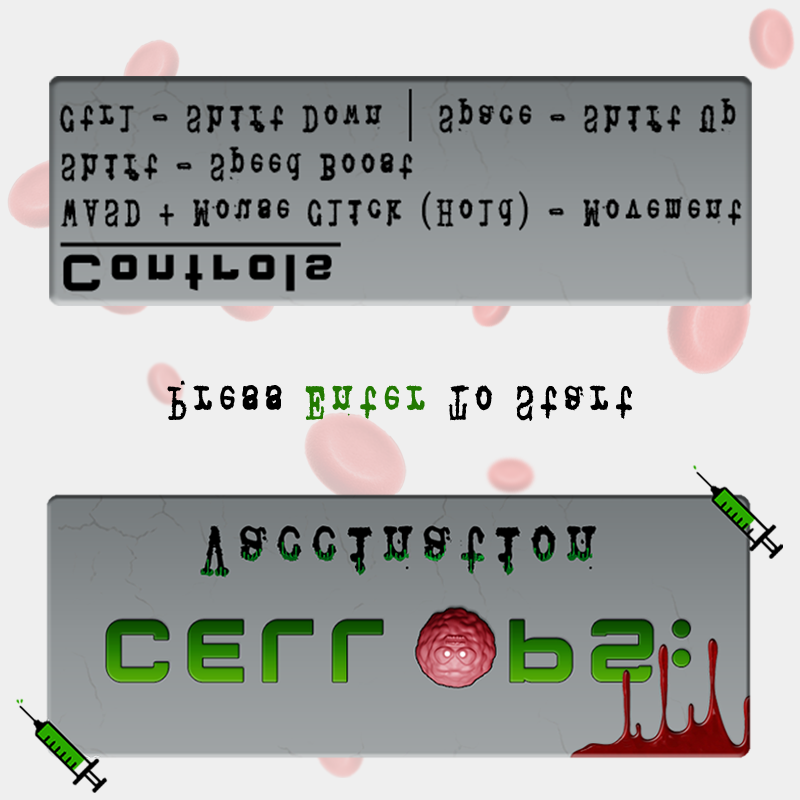 CELL OPS:
Vaccination
Press Enter To Start
Controls
WASD + Mouse Click (Hold) - Movement
Shift - Speed Boost
Ctrl - Shift Down | Space - Shift Up